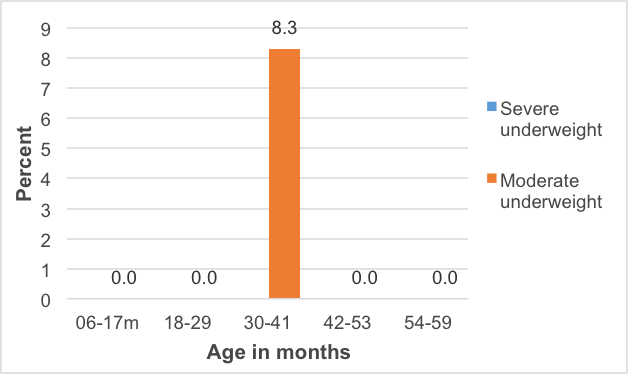 9
8
7
6
5
4
3
2
1
0
Percent
0.0
0.0
8.3
0.0
0.0
06-17m
18-29
30-41
42-53
54-59
Age in months
Severe
underweight
Moderate
underweight